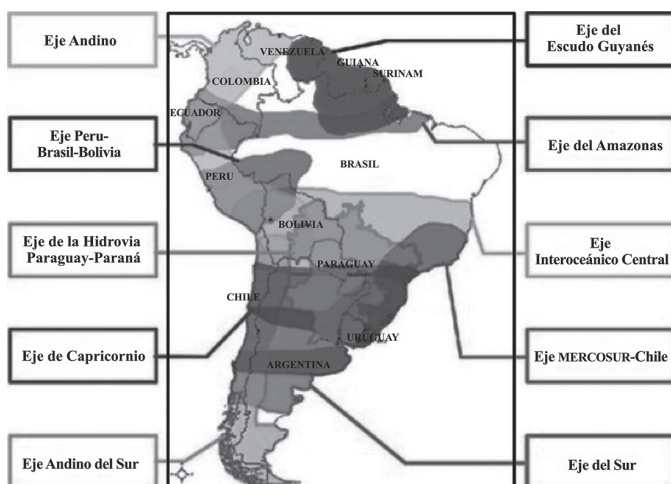 Eje Andino
Eje Peru-
Brasil-Bolivia
Eje de la Hidrovia
Paraguay-Paraná
Eje de Capricornio
Eje Andino del Sur
VENEZUELA
GUIANA
SURINAM
COLOMBIA
ECUADOR
BRASIL
PERU
BOLIVIA
PARAGUAY
CHILE
URUGUAY
ARGENTINA
Eje del
Escudo Guyanés
Eje del Amazonas
Eje
Interoceánico Central
Eje MERCOSUR-Chile
Eje del Sur